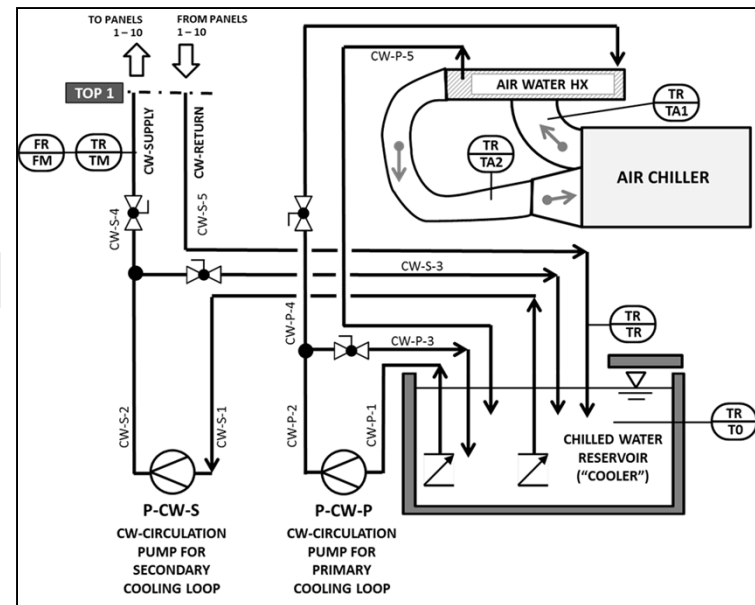 TO PANELS
1 – 10
FROM PANELS
1 – 10
TOP 1
CW-P-5
AIR WATER HX
TR
TA1
FR
FM
TR
TM
CW-SUPPLY
CW-RETURN
TR
TA2
AIR CHILLER
CW-S-4
CW-S-5
CW-S-3
CW-P-4
TR
TR
CW-P-3
CW-S-2
CW-S-1
CW-P-2
CW-P-1
TR
T0
CHILLED WATER
RESERVOIR
("COOLER")
P-CW-S
CW-CIRCULATION
PUMP FOR
SECONDARY
COOLING LOOP
P-CW-P
CW-CIRCULATION
PUMP FOR
PRIMARY
COOLING LOOP